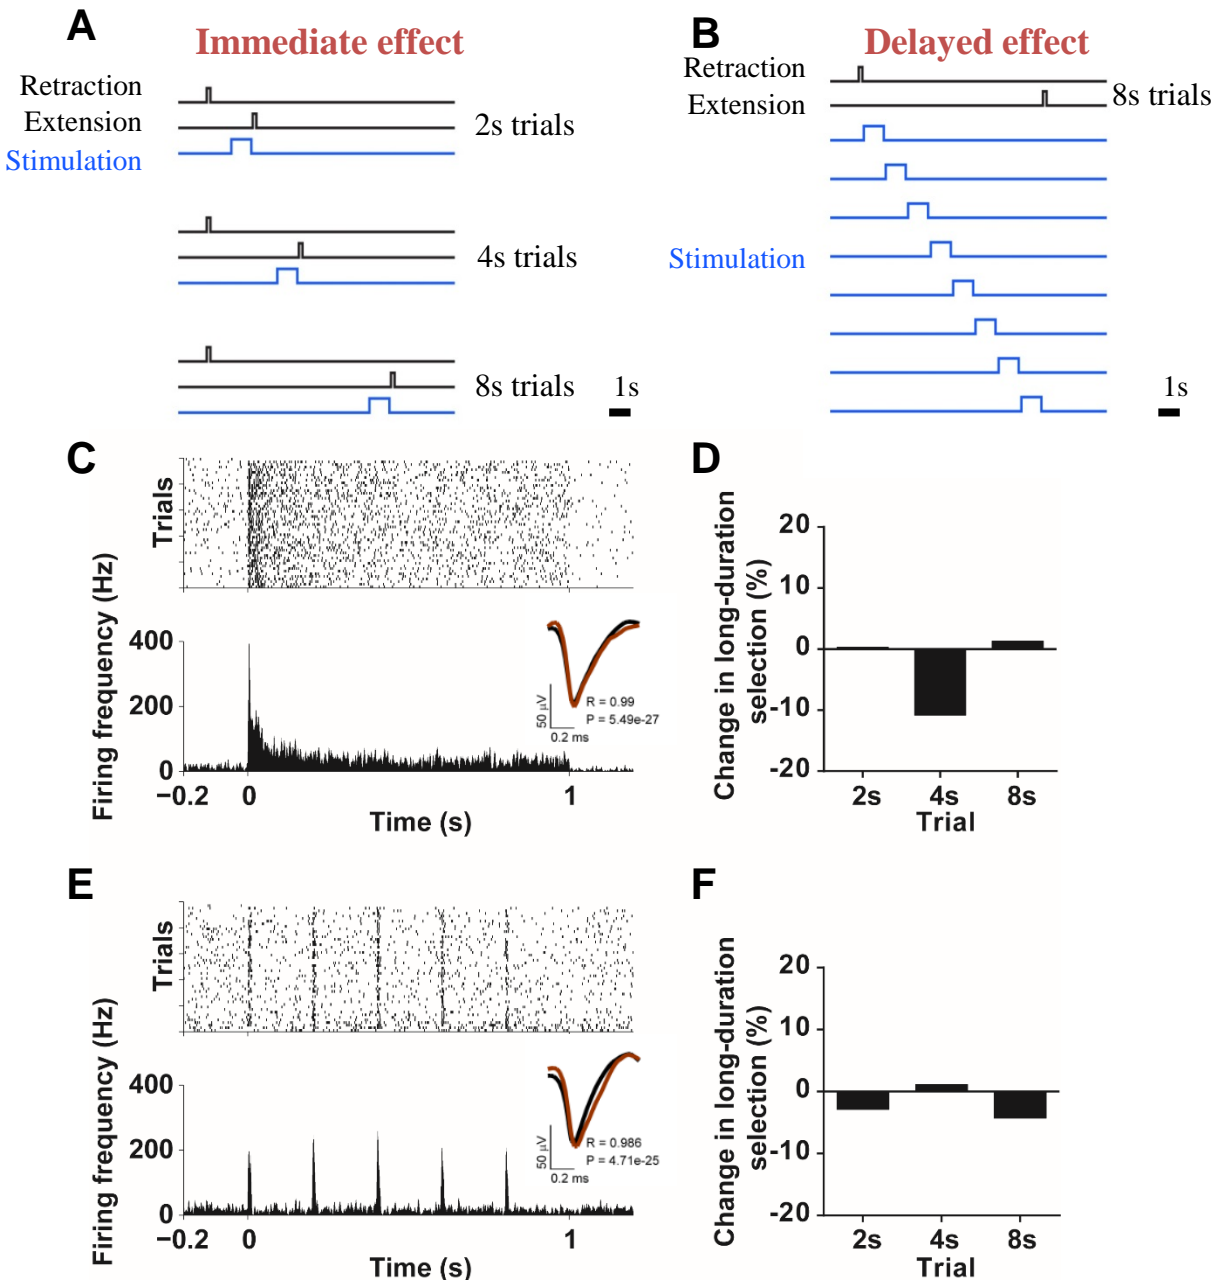 A
Immediate effect
Retraction
Extension
Stimulation
2s trials
4s trials
8s trials
1s
B
Delayed effect
Retraction
Extension
8s trials
Stimulation
1s
C
Trials
Firing frequency (Hz)
400
200
0
−0.2 0 1
Time (s)
50 µV
0.2 ms
R = 0.99
P = 5.49e-27
D
Change in long-duration
selection (%)
20
10
0
-10
-20
2s 4s 8s
Trial
E
Trials
Firing frequency (Hz)
400
200
0
−0.2 0 1
Time (s)
50 µV
0.2 ms
R = 0.986
P = 4.71e-25
F
Change in long-duration
selection (%)
20
10
0
-10
-20
2s 4s 8s
Trial